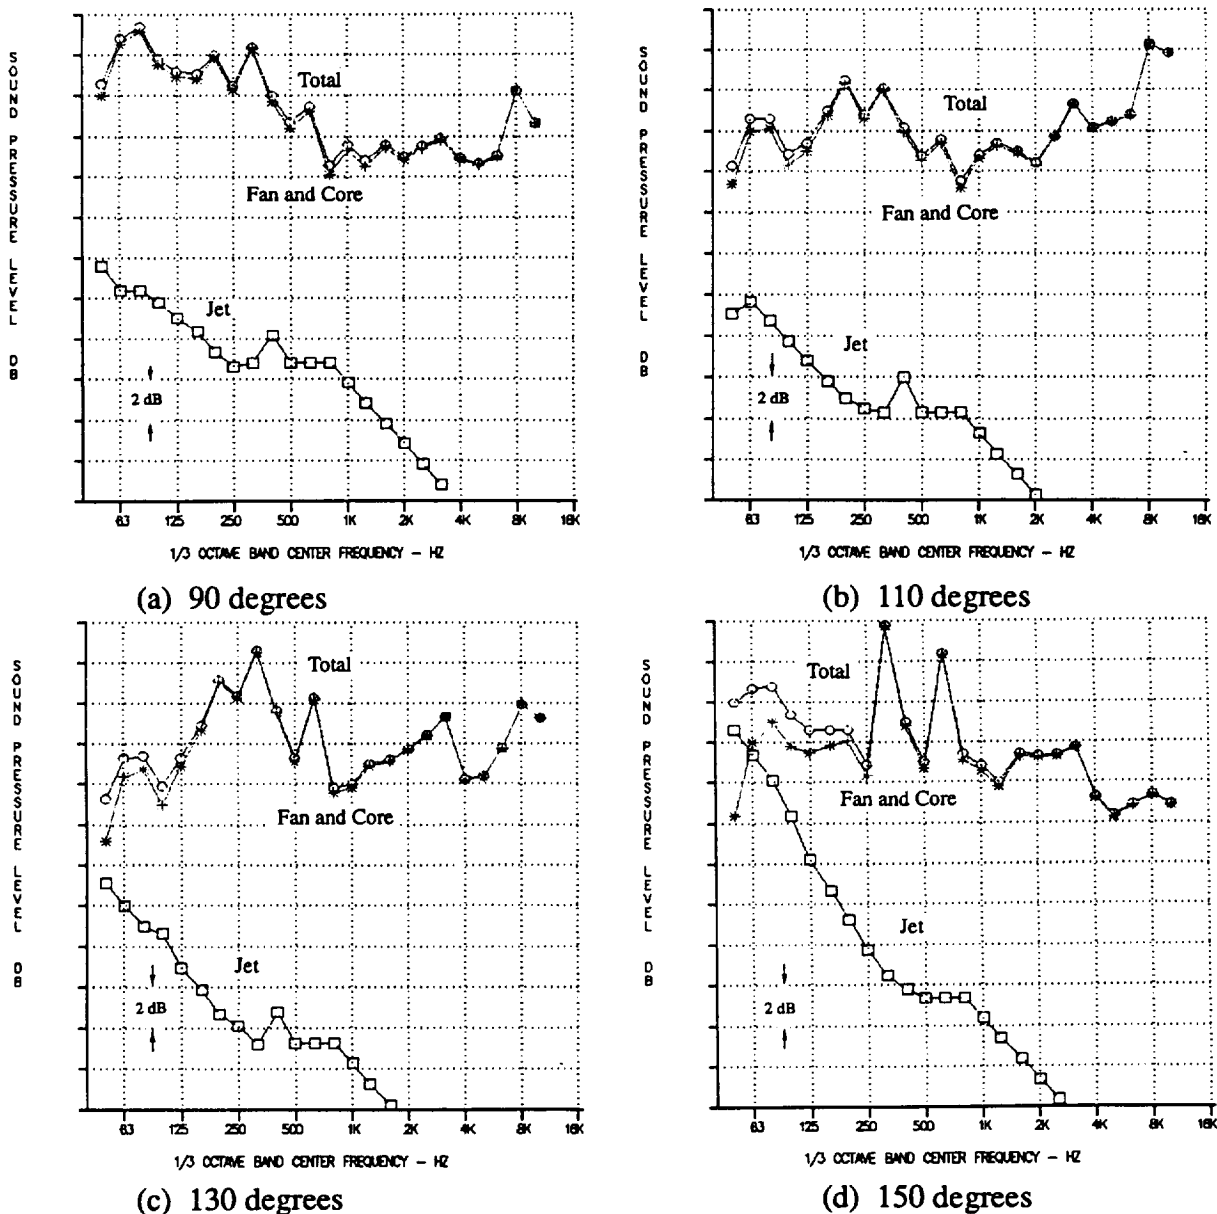 SOUND PRESSURE LEVEL DB
Total
Fan and Core
Jet
2 dB
63 125 250 500 1K 2K 4K 8K 16K
1/3 OCTAVE BAND CENTER FREQUENCY - HZ
(a) 90 degrees
SOUND PRESSURE LEVEL DB
Total
Fan and Core
Jet
2 dB
63 125 250 500 1K 2K 4K 8K 16K
1/3 OCTAVE BAND CENTER FREQUENCY - HZ
(b) 110 degrees
SOUND PRESSURE LEVEL DB
Total
Fan and Core
Jet
2 dB
63 125 250 500 1K 2K 4K 8K 16K
1/3 OCTAVE BAND CENTER FREQUENCY - HZ
(c) 130 degrees
SOUND PRESSURE LEVEL DB
Total
Fan and Core
Jet
2 dB
63 125 250 500 1K 2K 4K 8K 16K
1/3 OCTAVE BAND CENTER FREQUENCY - HZ
(d) 150 degrees